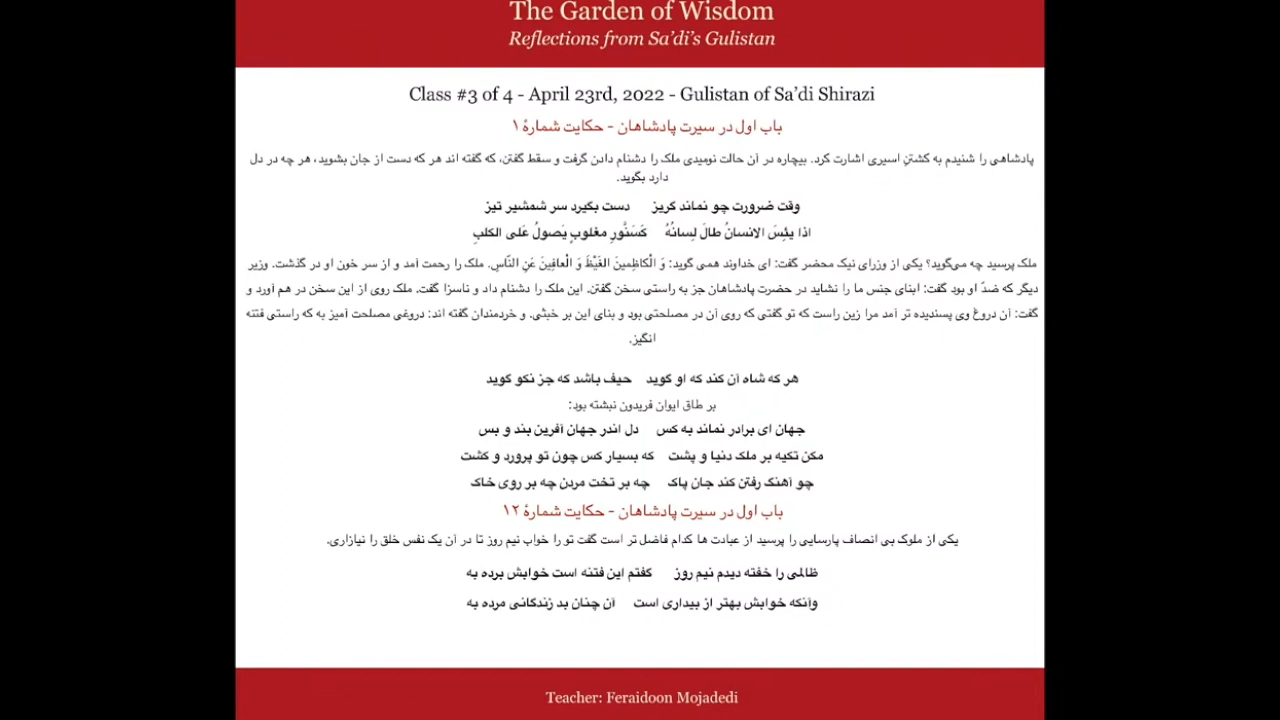 The Garden of Wisdom
Reflections from Sa’di’s Gulistan
Class #3 of 4 - April 23rd, 2022 - Gulistan of Sa’di Shirazi
باب اول در سیرت پادشاهان - حکایت شمارهٔ ۱
پادشاهی را شنیدم به کشتنِ اسیری اشارت کرد. بیچاره در آن حالت نومیدی ملک را دشنام دادن گرفت و سقط گفتن، که گفته اند هر که دست از جان بشوید، هر چه در دل
دارد بگوید.
وقت ضرورت چو نماند گریز دست بگیرد سر شمشیر تیز
اذا یئِسَ الانسانُ طالَ لِسانُهُ کَسَنُّورِ مغْلوبٍ یَصولُ عَلی الکلبِ
ملک پرسید چه می‌گوید؟ یکی از وزرای نیک محضر گفت: ای خداوند همی گوید: وَ الْکاظِمینَ الغَیْظَ وَ الْعافِینَ عَنِ النّاسِ. ملک را رحمت آمد و از سر خون او در گذشت. وزیر
دیگر که ضدّ او بود گفت: ابنای جنس ما را نشاید در حضرت پادشاهان جز به راستی سخن گفتن. این ملک را دشنام داد و ناسزا گفت. ملک روی از این سخن در هم آورد و
گفت: آن دروغ وی پسندیده تر آمد مرا زین راست که تو گفتی که روی آن در مصلحتی بود و بنای این بر خبثی. و خردمندان گفته اند: دروغی مصلحت آمیز به که راستی فتنه
انگیز.
هر که شاه آن کند که او گوید حیف باشد که جز نکو گوید
بر طاق ایوان فریدون نبشته بود:
جهان ای برادر نماند به کس دل اندر جهان آفرین بند و بس
مکن تکیه بر ملک دنیا و پشت که بسیار کس چون تو پرورد و کشت
چو آهنگ رفتن کند جان پاک چه بر تخت مردن چه بر روی خاک
باب اول در سیرت پادشاهان - حکایت شمارهٔ ۱۲
یکی از ملوک بی انصاف پارسایی را پرسید از عبادت ها کدام فاضل تر است گفت تو را خواب نیم روز تا در آن یک نفس خلق را نیازاری.
ظالمی را خفته دیدم نیم روز گفتم این فتنه است خوابش برده به
وآنکه خوابش بهتر از بیداری است آن چنان بد زندگانی مرده به
Teacher: Feraidoon Mojadedi